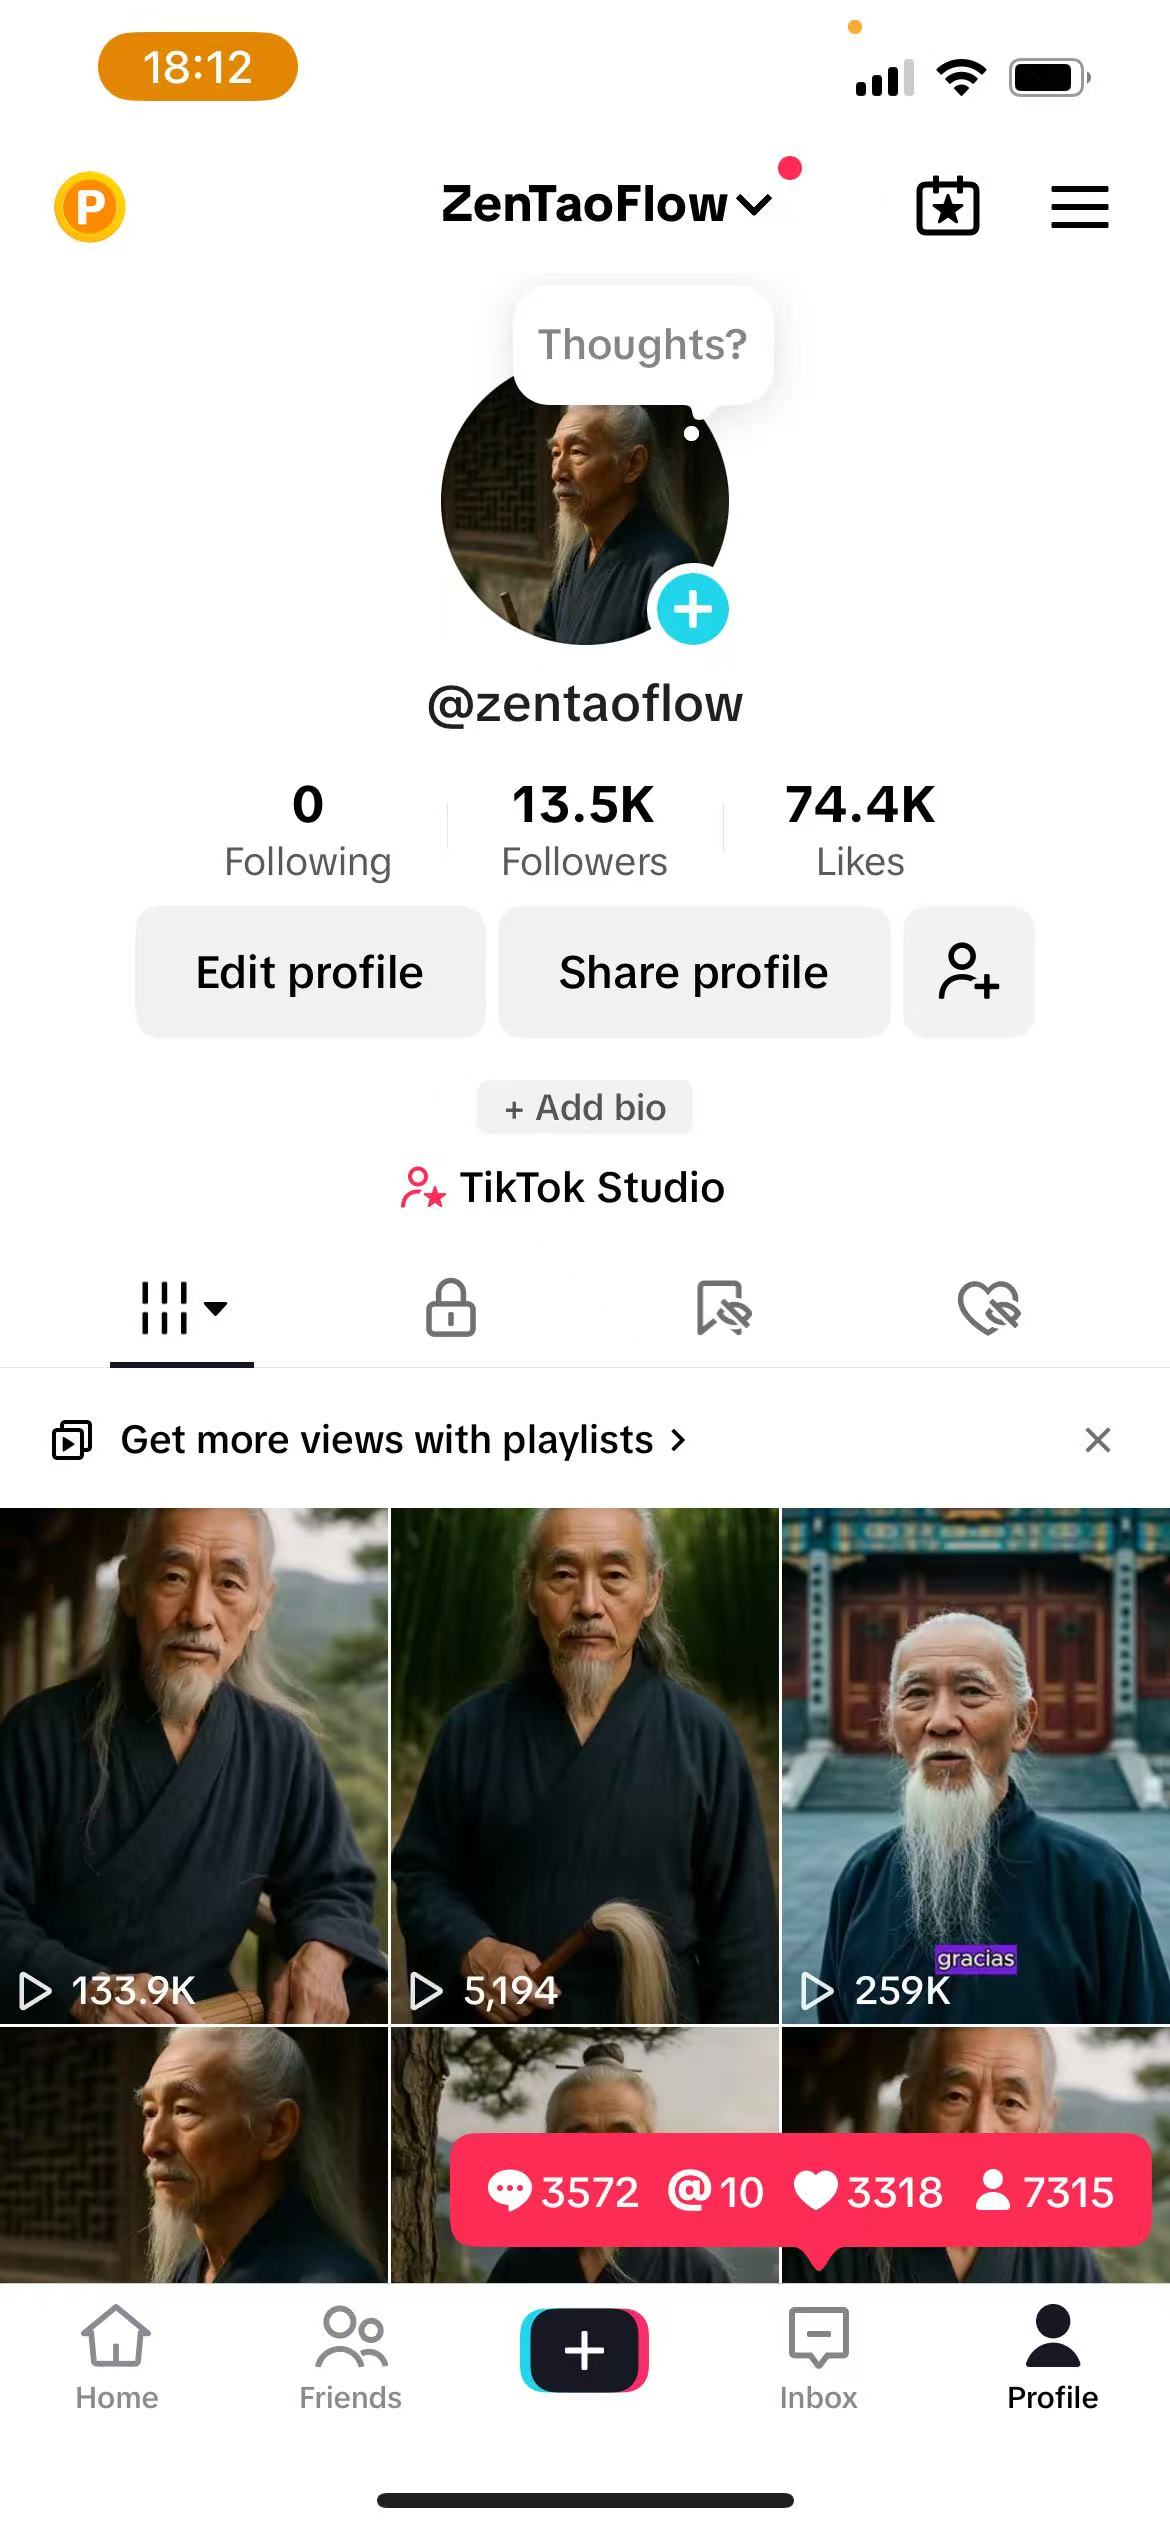 18:12
P
ZenTaoFlow
Thoughts?
@zentaoflow
0 13.5K 74.4K
Following Followers Likes
Edit profile Share profile
+ Add bio
TikTok Studio
Get more views with playlists
gracias
133.9K 5,194 259K
3572 @ 10 3318 7315
Home Friends Inbox Profile